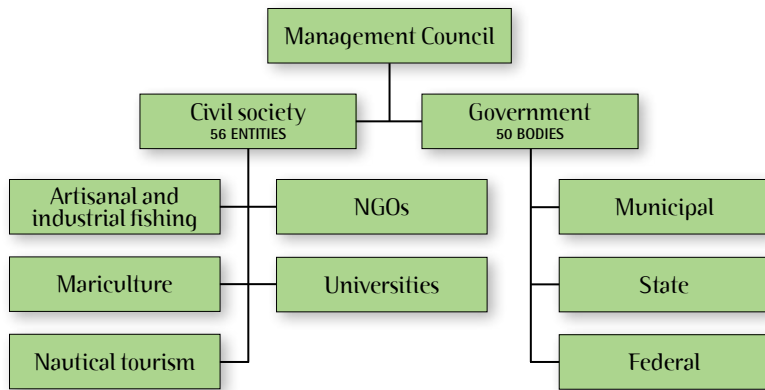 Management Council
Civil society
56 ENTITIES
Government
50 BODIES
Artisanal and
industrial fishing
NGOs
Municipal
Mariculture
Universities
State
Nautical tourism
Federal